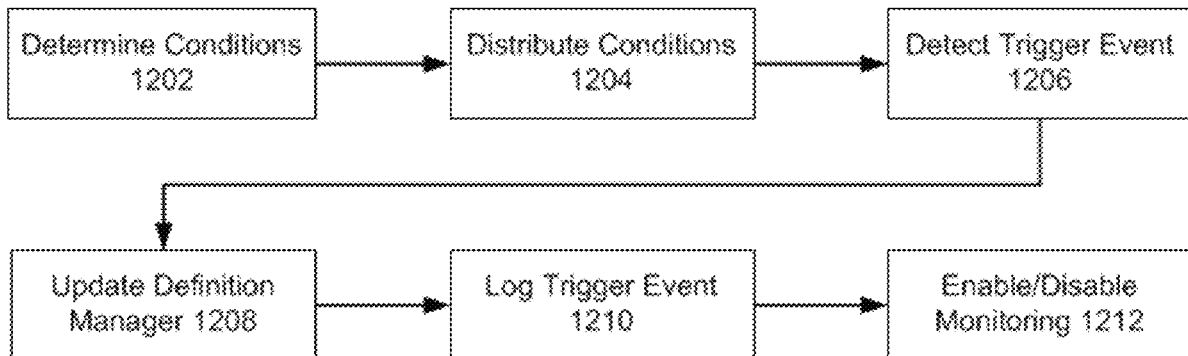 Determine Conditions
1202
Distribute Conditions
1204
Detect Trigger Event
1206
Update Definition
Manager 1208
Log Trigger Event
1210
Enable/Disable
Monitoring 1212